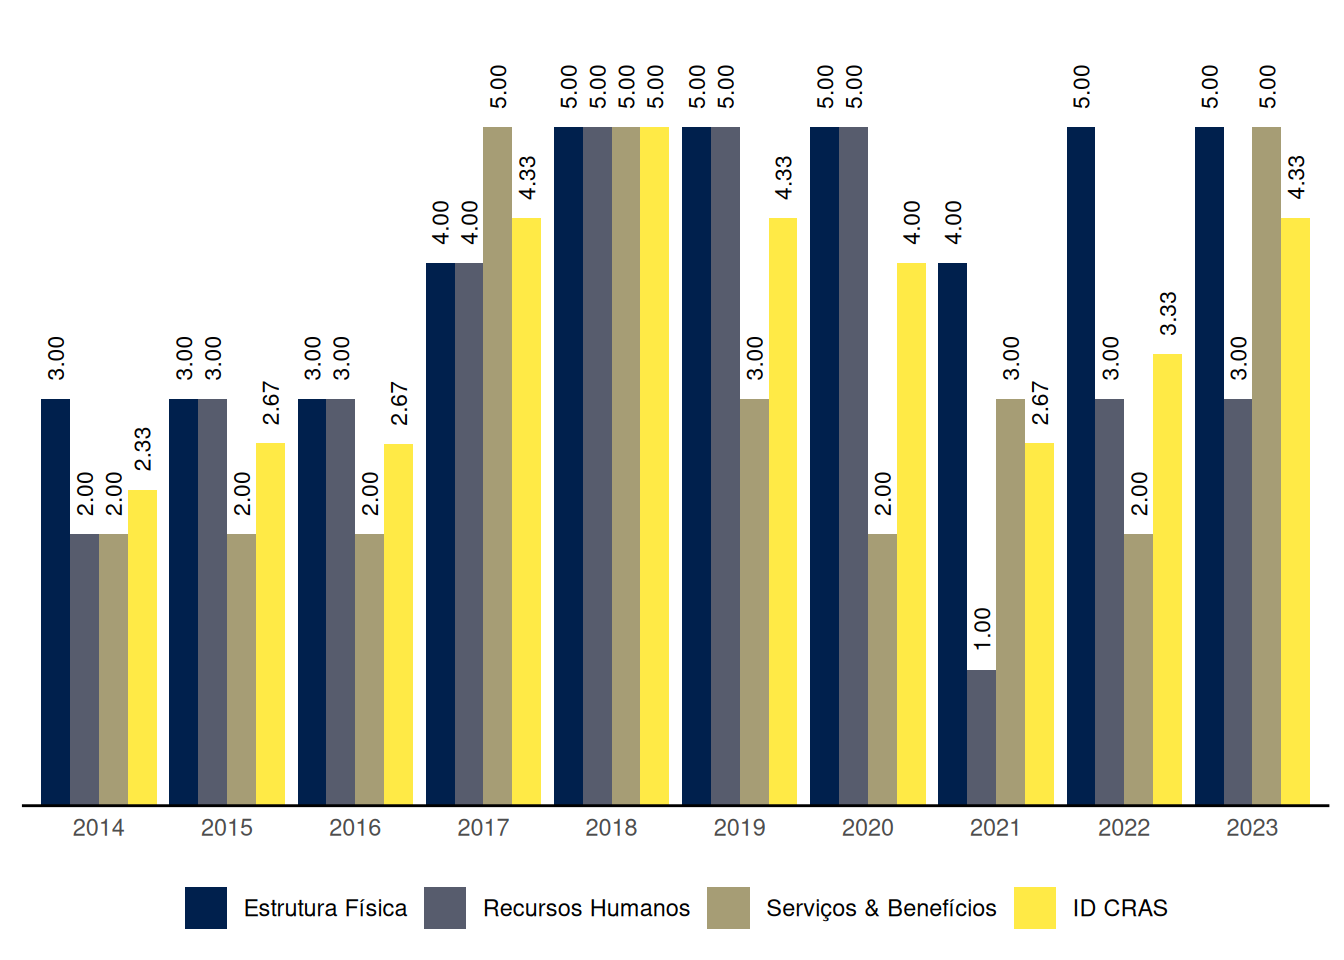 3.00 2.00 2.00 2.33
3.00 3.00 2.00 2.67
3.00 3.00 2.00 2.67
4.00 4.00 5.00 4.33
5.00 5.00 5.00 5.00
5.00 5.00 3.00 4.33
5.00 5.00 2.00 4.00
4.00 1.00 3.00 2.67
5.00 3.00 2.00 3.33
5.00 3.00 5.00 4.33
2014 2015 2016 2017 2018 2019 2020 2021 2022 2023
Estrutura Física Recursos Humanos Serviços & Benefícios ID CRAS